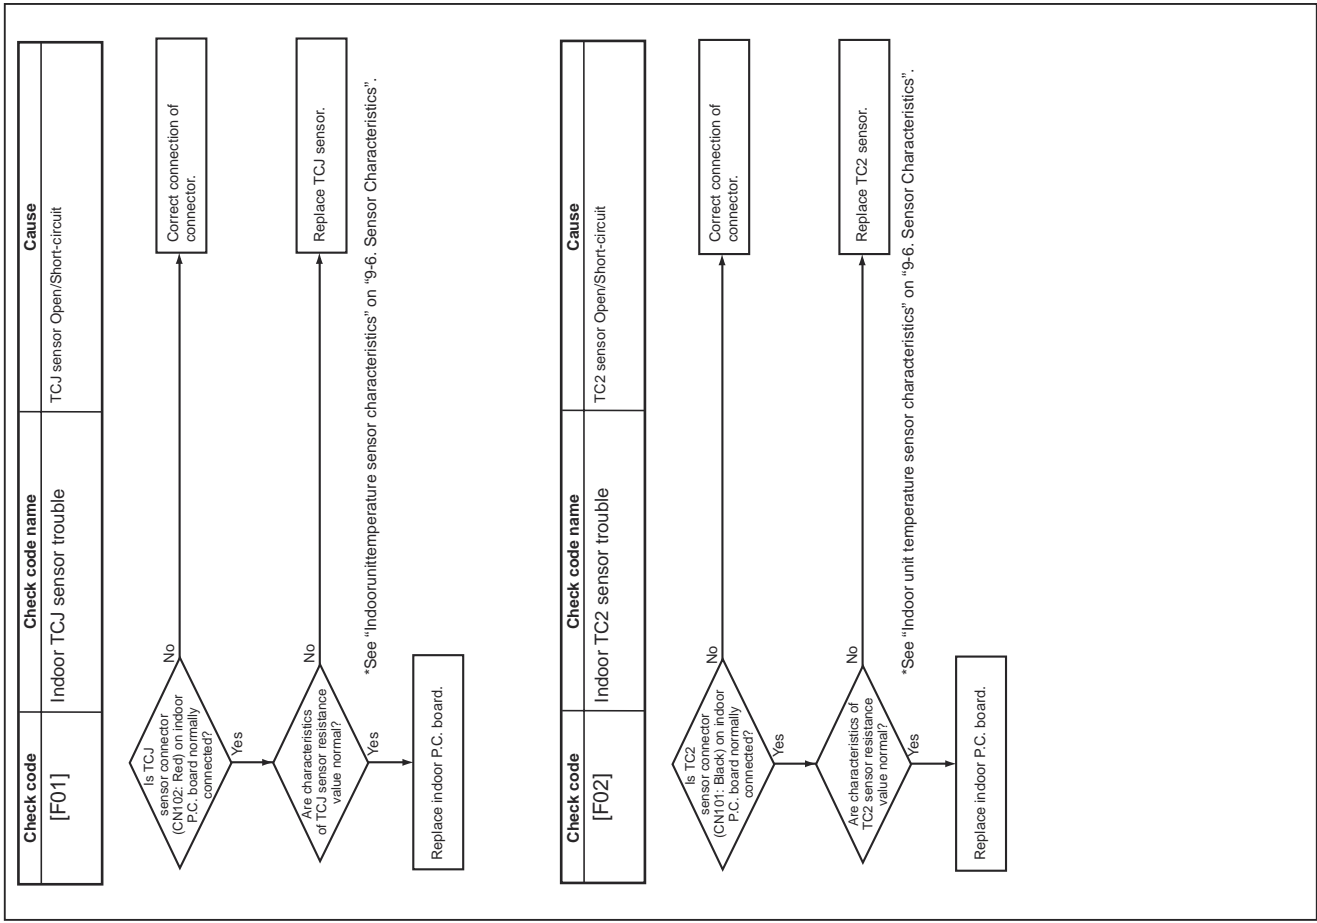 Check code
Check code name
Cause
[F01]
Indoor TCJ sensor trouble
TCJ sensor Open/Short-circuit
Is TCJ
sensor connector
(CN102: Red) on indoor
P.C. board normally
connected?
No
Correct connection of
connector.
Yes
Are characteristics
of TCJ sensor resistance
value normal?
No
Replace TCJ sensor.
*See “Indoorunittemperature sensor characteristics” on “9-6. Sensor Characteristics”.
Yes
Replace indoor P.C. board.
Check code
Check code name
Cause
[F02]
Indoor TC2 sensor trouble
TC2 sensor Open/Short-circuit
Is TC2
sensor connector
(CN101: Black) on indoor
P.C. board normally
connected?
No
Correct connection of
connector.
Yes
Are characteristics of
TC2 sensor resistance
value normal?
No
Replace TC2 sensor.
*See “Indoor unit temperature sensor characteristics” on “9-6. Sensor Characteristics”.
Yes
Replace indoor P.C. board.